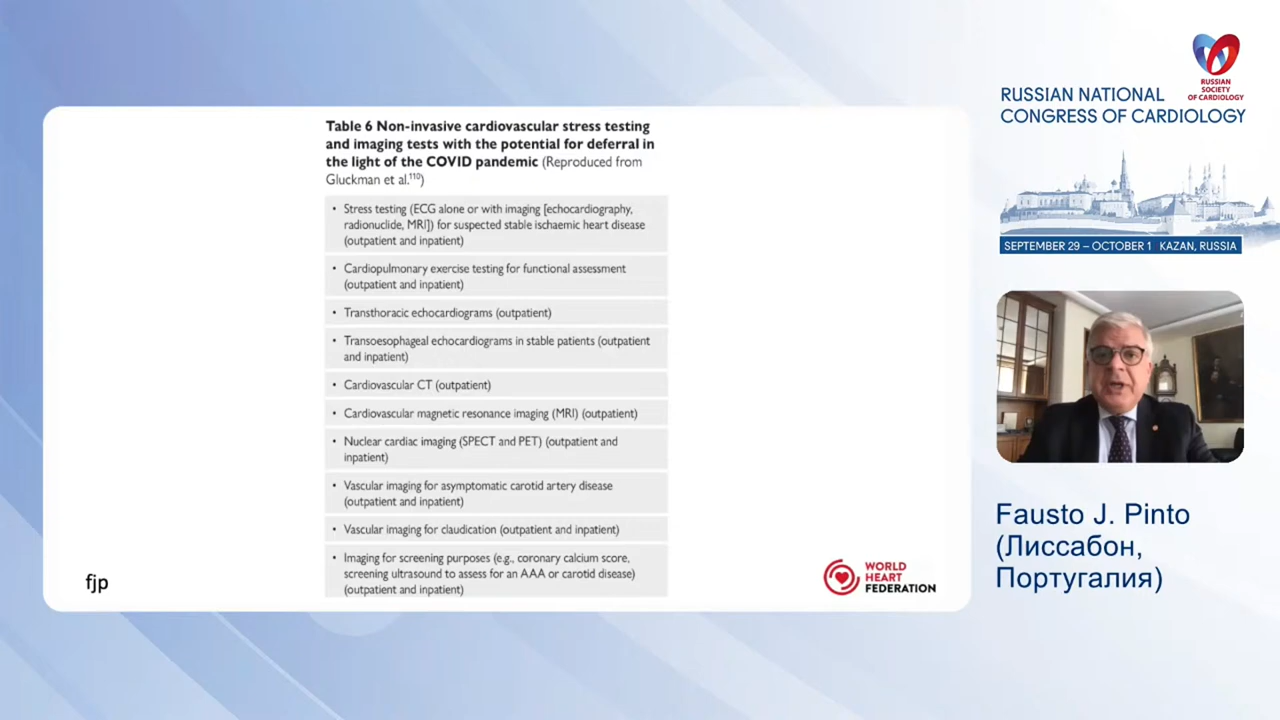 Table 6 Non-invasive cardiovascular stress testing
and imaging tests with the potential for deferral in
the light of the COVID pandemic (Reproduced from
Gluckman et al.110)
• Stress testing (ECG alone or with imaging [echocardiography,
radionuclide, MRI]) for suspected stable ischaemic heart disease
(outpatient and inpatient)
• Cardiopulmonary exercise testing for functional assessment
(outpatient and inpatient)
• Transthoracic echocardiograms (outpatient)
• Transoesophageal echocardiograms in stable patients (outpatient
and inpatient)
• Cardiovascular CT (outpatient)
• Cardiovascular magnetic resonance imaging (MRI) (outpatient)
• Nuclear cardiac imaging (SPECT and PET) (outpatient and
inpatient)
• Vascular imaging for asymptomatic carotid artery disease
(outpatient and inpatient)
• Vascular imaging for claudication (outpatient and inpatient)
• Imaging for screening purposes (e.g., coronary calcium score,
screening ultrasound to assess for an AAA or carotid disease)
(outpatient and inpatient)
fjp
WORLD
HEART
FEDERATION
RUSSIAN
SOCIETY
OF CARDIOLOGY
RUSSIAN NATIONAL
CONGRESS OF CARDIOLOGY
SEPTEMBER 29 – OCTOBER 1 KAZAN, RUSSIA
Fausto J. Pinto
(Лиссабон,
Португалия)